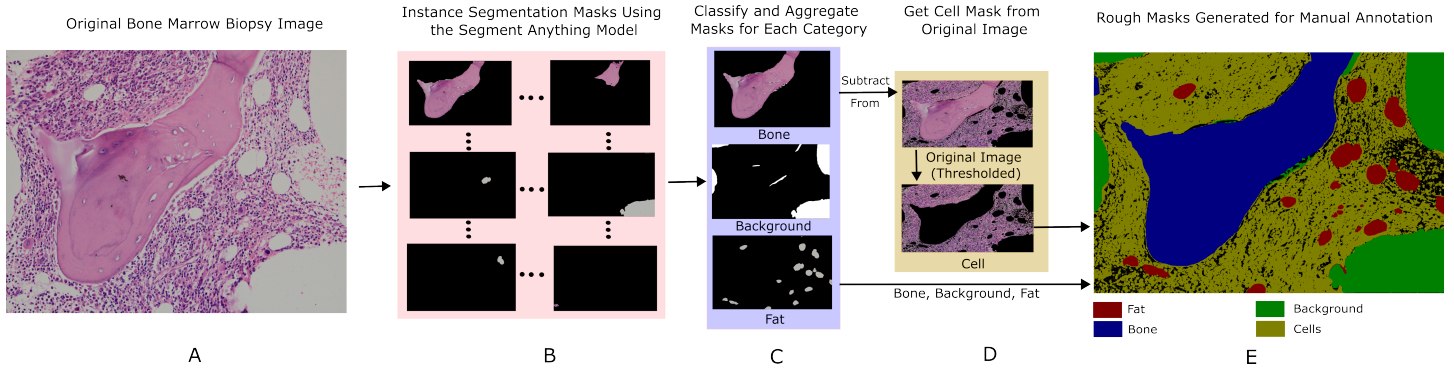 Original Bone Marrow Biopsy Image
Instance Segmentation Masks Using
the Segment Anything Model
Classify and Aggregate
Masks for Each Category
Get Cell Mask from
Original Image
Rough Masks Generated for Manual Annotation
Subtract
From
Bone
Original Image
(Thresholded)
Background
Cell
Bone, Background, Fat
Fat
Fat
Background
Bone
Cells
A
B
C
D
E